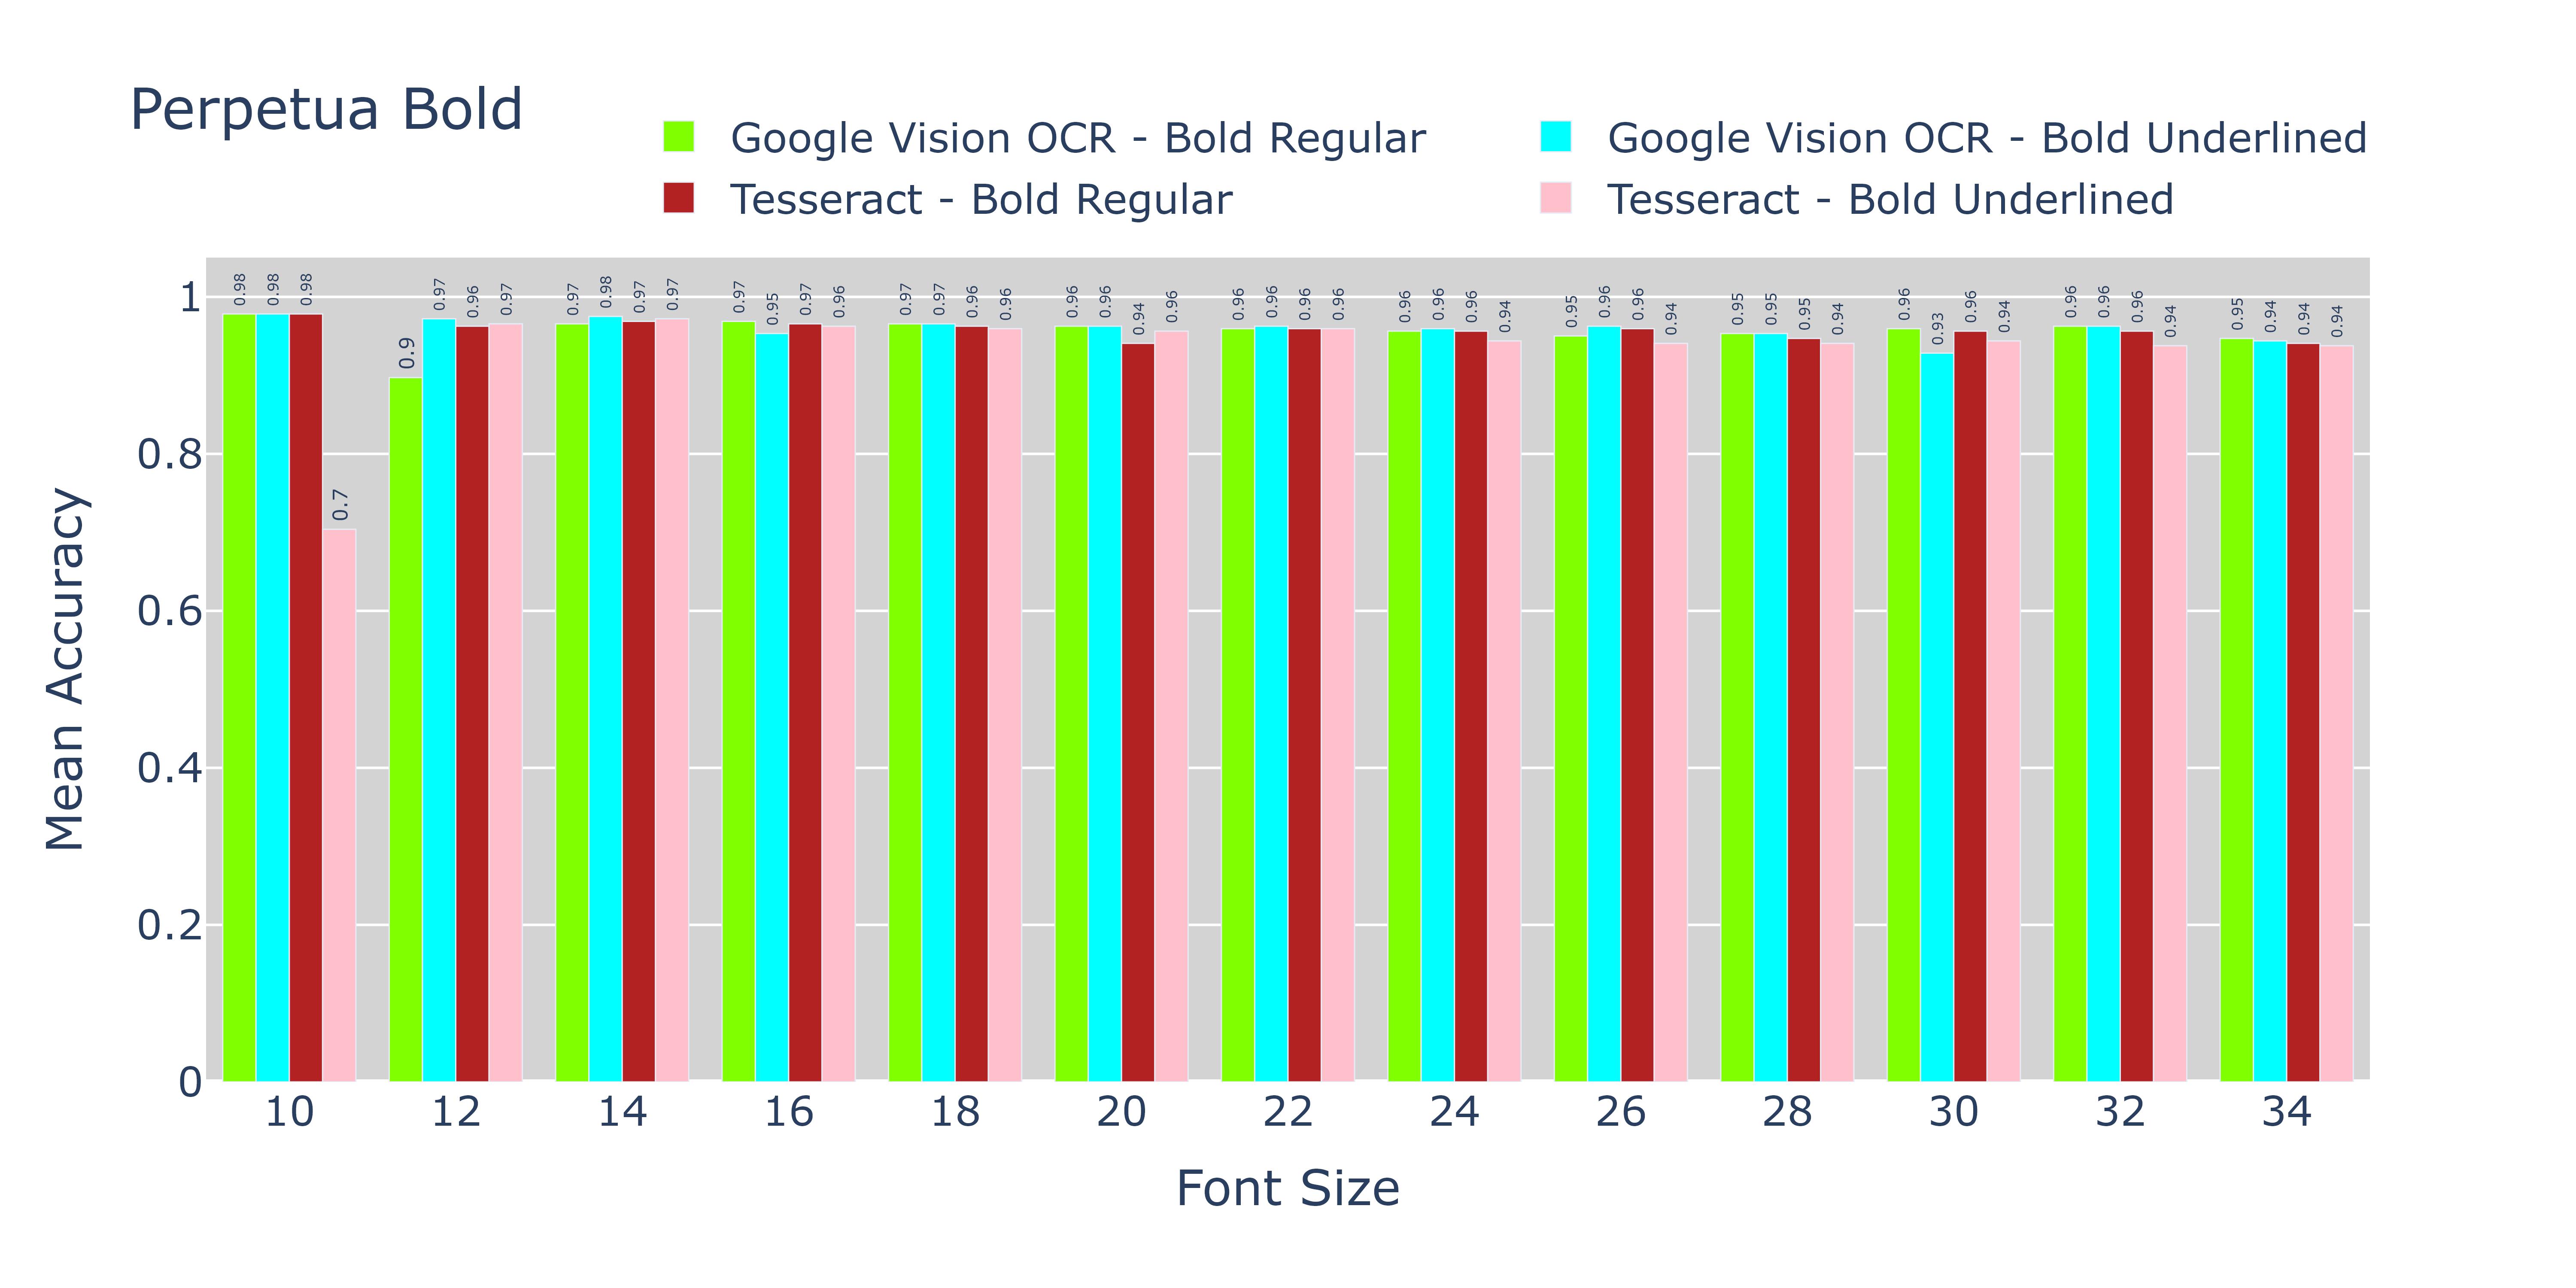 Perpetua Bold
Google Vision OCR - Bold Regular
Google Vision OCR - Bold Underlined
Tesseract - Bold Regular
Tesseract - Bold Underlined
Mean Accuracy
1
0.8
0.6
0.4
0.2
0
0.98 0.98 0.98 0.7
0.9 0.97 0.96 0.97
0.97 0.98 0.97 0.97
0.97 0.95 0.97 0.96
0.97 0.97 0.96 0.96
0.96 0.96 0.94 0.96
0.96 0.96 0.96 0.96
0.96 0.96 0.96 0.94
0.95 0.96 0.96 0.94
0.95 0.95 0.95 0.94
0.96 0.93 0.96 0.94
0.96 0.96 0.96 0.94
0.95 0.94 0.94 0.94
10 12 14 16 18 20 22 24 26 28 30 32 34
Font Size